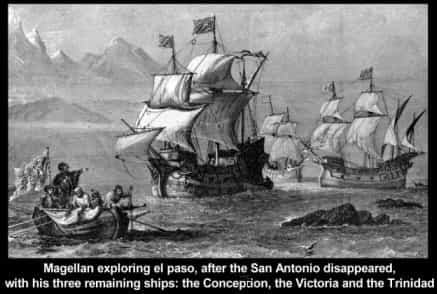 Magellan exploring el paso, after the San Antonio disappeared,
with his three remaining ships: the Conception, the Victoria and the Trinidad